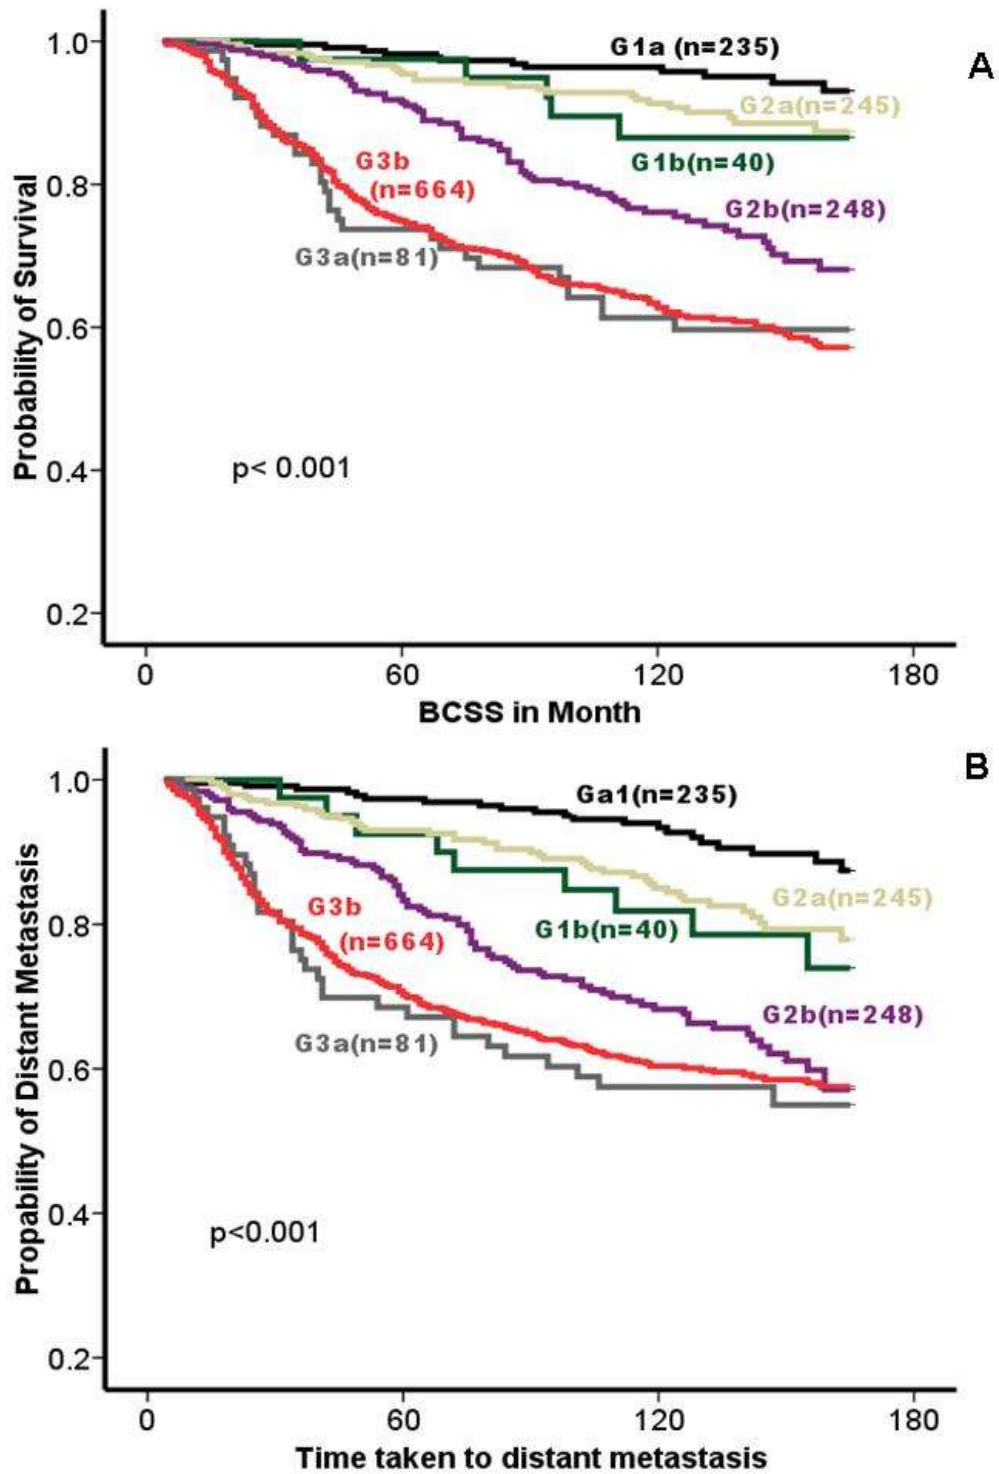 A
1.0
G1a (n=235)
G2a(n=245)
G1b(n=40)
G3b
(n=664)
0.8
G2b(n=248)
G3a(n=81)
Probability of Survival
0.6
0.4
p< 0.001
0.2
0
60
120
180
BCSS in Month
B
1.0
Ga1(n=235)
G2a(n=245)
G3b
(n=664)
G1b(n=40)
0.8
G2b(n=248)
G3a(n=81)
Propability of Distant Metastasis
0.6
0.4
p<0.001
0.2
0
60
120
180
Time taken to distant metastasis